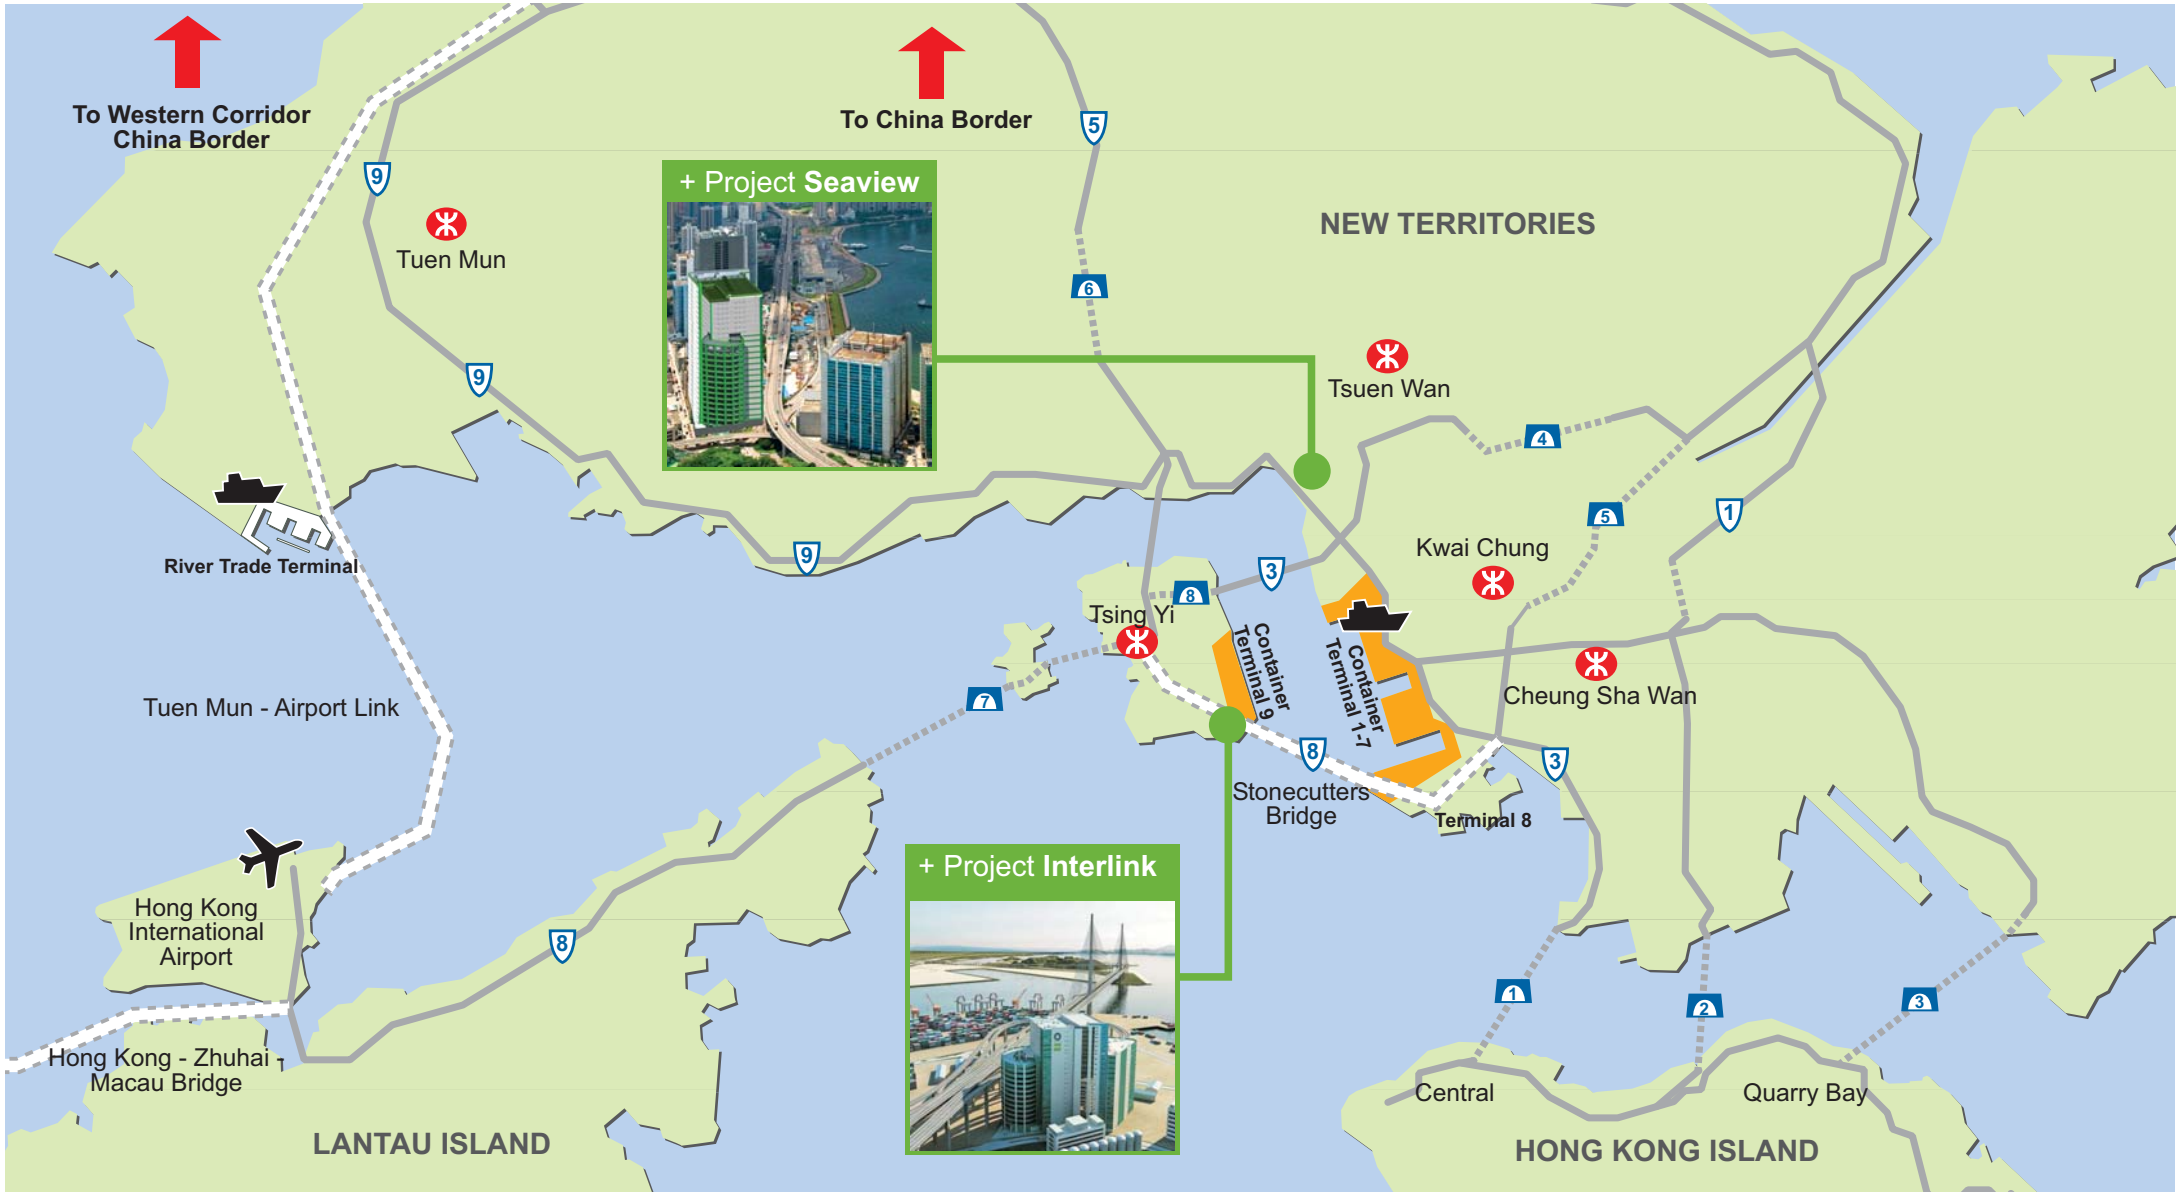 To Western Corridor
China Border
To China Border
5
9
+ Project Seaview
NEW TERRITORIES
Tuen Mun
6
Tsuen Wan
9
4
5
1
River Trade Terminal
9
3
Kwai Chung
8
Tsing Yi
Container
Terminal 9
Container
Terminal 1-7
Cheung Sha Wan
7
Tuen Mun - Airport Link
8
3
Stonecutters
Bridge
Terminal 8
+ Project Interlink
Hong Kong
International
Airport
8
1
2
3
Hong Kong - Zhuhai -
Macau Bridge
Central
Quarry Bay
LANTAU ISLAND
HONG KONG ISLAND